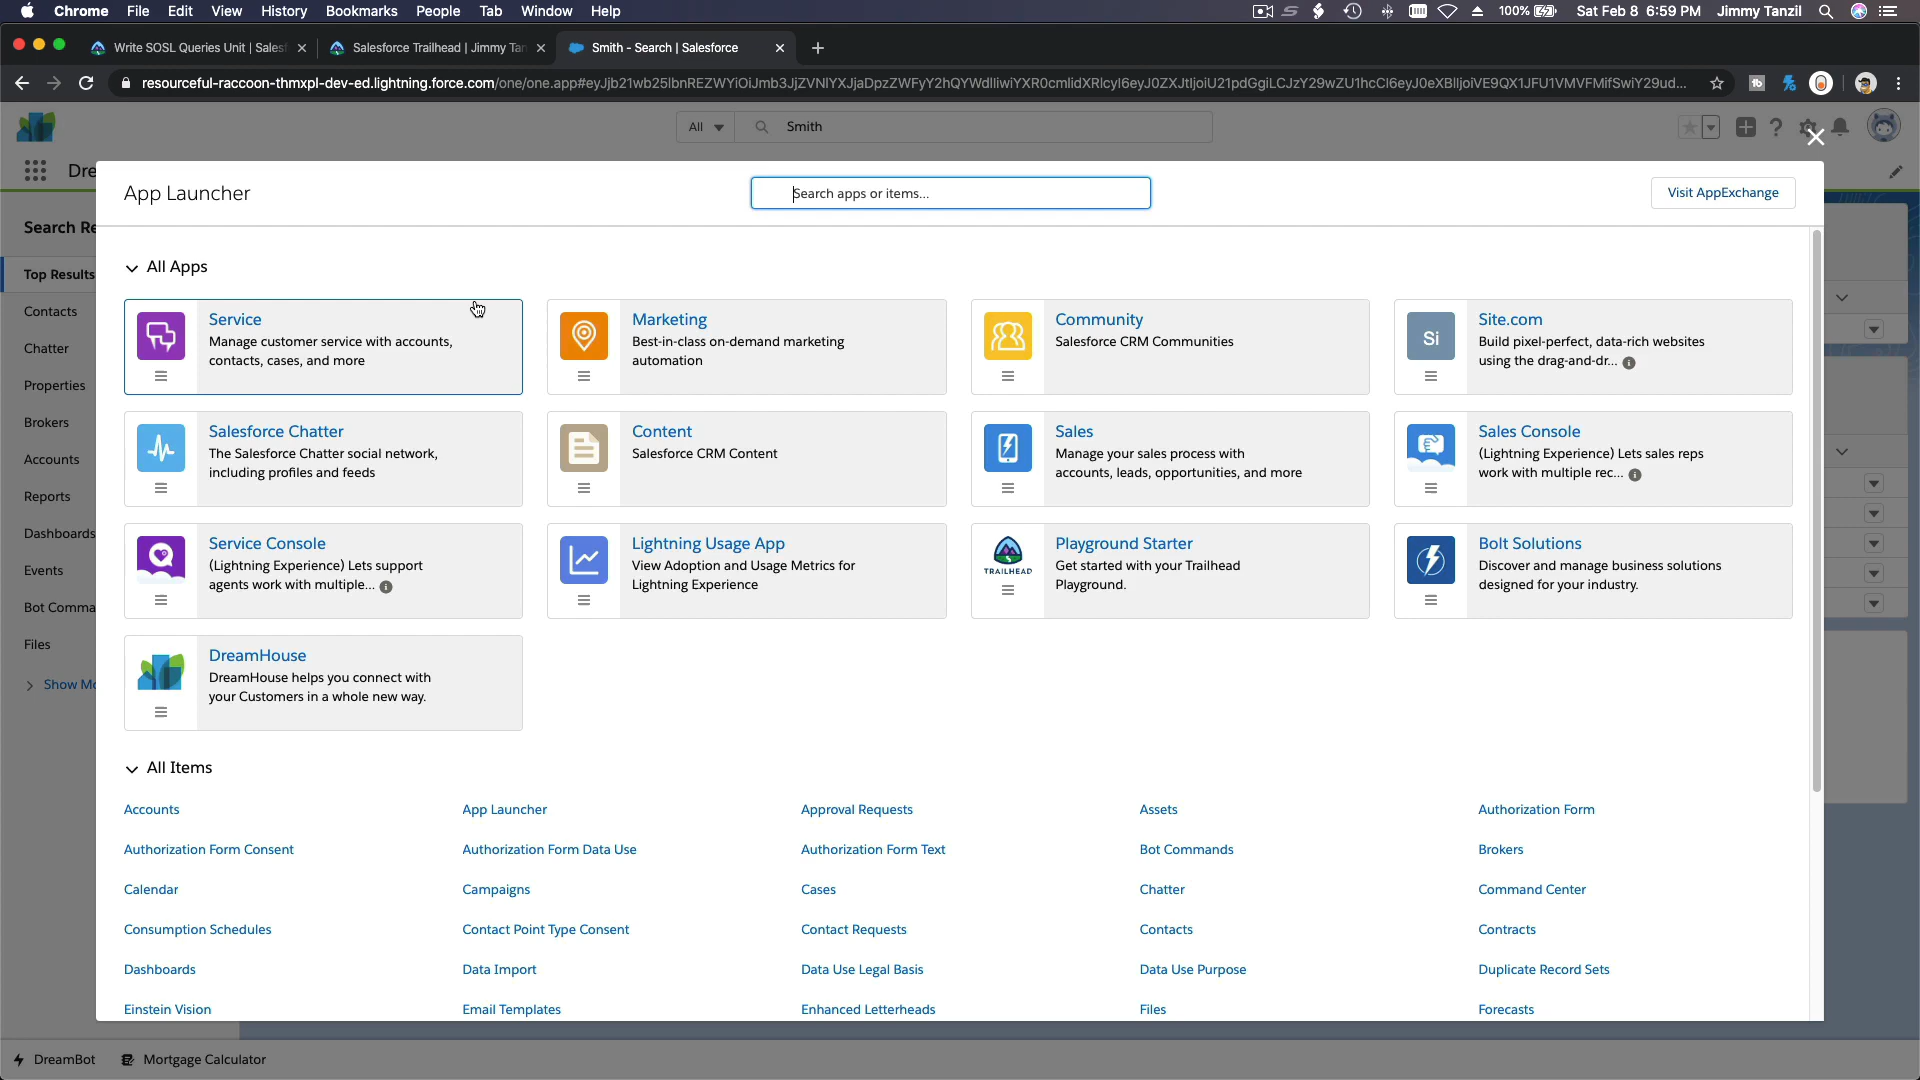 Chrome File Edit View History Bookmarks People Tab Window Help
100% Sat Feb 8 6:59 PM Jimmy Tanzil
Write SOSL Queries Unit | Sales
Salesforce Trailhead | Jimmy Tan
Smith - Search | Salesforce
All
Smith
Dre
App Launcher
Search apps or items...
Visit AppExchange
Search Re
Top Results
Contacts
Chatter
Properties
Brokers
Accounts
Reports
Dashboards
Events
Bot Comma
Files
Show Mo
All Apps
Service
Manage customer service with accounts,
contacts, cases, and more
Marketing
Best-in-class on-demand marketing
automation
Community
Salesforce CRM Communities
Si
Site.com
Build pixel-perfect, data-rich websites
using the drag-and-dr...
Salesforce Chatter
The Salesforce Chatter social network,
including profiles and feeds
Content
Salesforce CRM Content
Sales
Manage your sales process with
accounts, leads, opportunities, and more
Sales Console
(Lightning Experience) Lets sales reps
work with multiple rec...
Service Console
(Lightning Experience) Lets support
agents work with multiple...
Lightning Usage App
View Adoption and Usage Metrics for
Lightning Experience
TRAILHEAD
Playground Starter
Get started with your Trailhead
Playground.
Bolt Solutions
Discover and manage business solutions
designed for your industry.
DreamHouse
DreamHouse helps you connect with
your Customers in a whole new way.
All Items
Accounts App Launcher Approval Requests Assets Authorization Form
Authorization Form Consent Authorization Form Data Use Authorization Form Text Bot Commands Brokers
Calendar Campaigns Cases Chatter Command Center
Consumption Schedules Contact Point Type Consent Contact Requests Contacts Contracts
Dashboards Data Import Data Use Legal Basis Data Use Purpose Duplicate Record Sets
Einstein Vision Email Templates Enhanced Letterheads Files Forecasts
DreamBot Mortgage Calculator